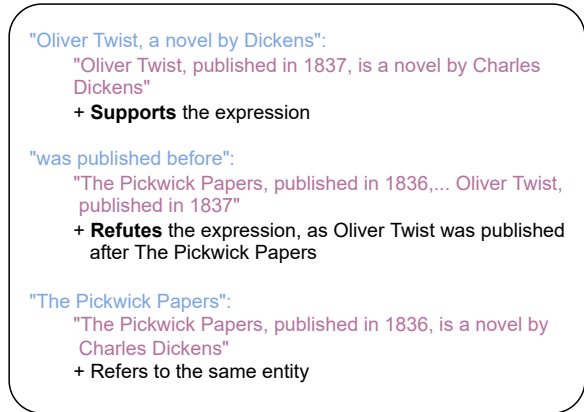 "Oliver Twist, a novel by Dickens":
"Oliver Twist, published in 1837, is a novel by Charles
Dickens"
+ Supports the expression
"was published before":
"The Pickwick Papers, published in 1836,... Oliver Twist,
published in 1837"
+ Refutes the expression, as Oliver Twist was published
after The Pickwick Papers
"The Pickwick Papers":
"The Pickwick Papers, published in 1836, is a novel by
Charles Dickens"
+ Refers to the same entity